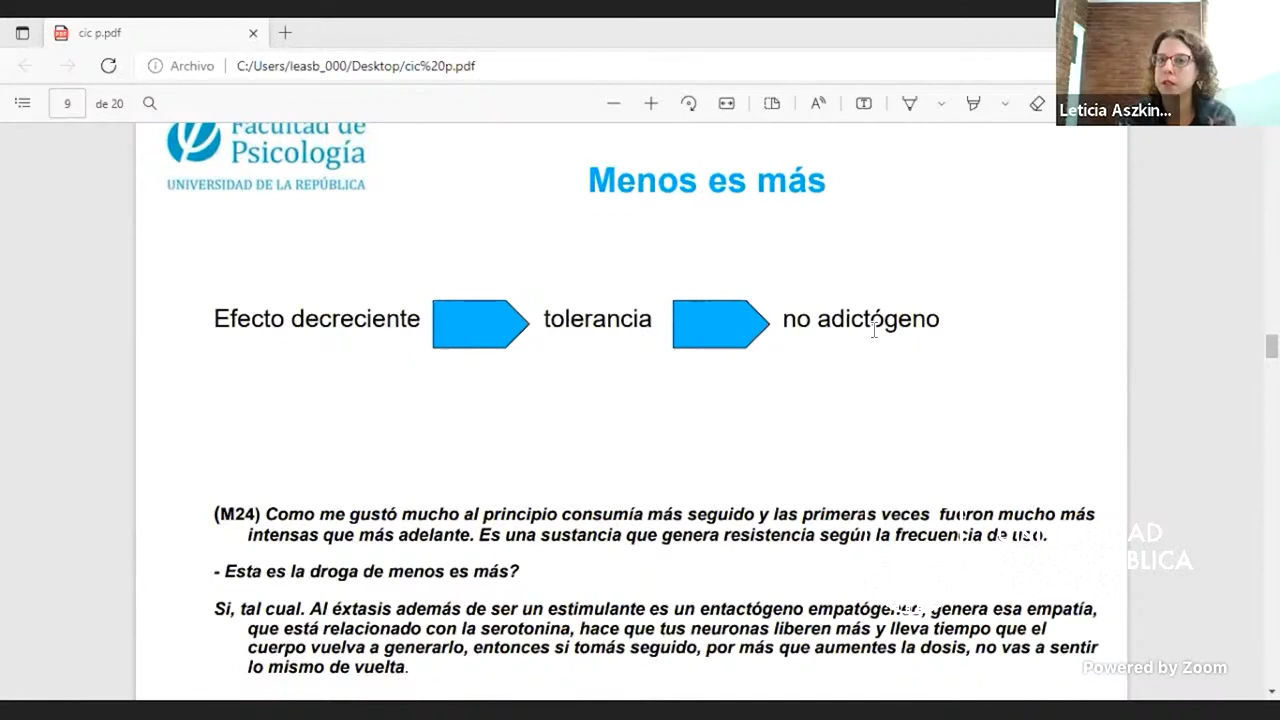 cic p.pdf
Archivo
C:/Users/leasb_000/Desktop/cic%20p.pdf
9 de 20
Leticia Aszkin...
Facultad de
Psicología
UNIVERSIDAD DE LA REPÚBLICA
Menos es más
Efecto decreciente tolerancia no adictógeno
(M24) Como me gustó mucho al principio consumía más seguido y las primeras veces fueron mucho más
intensas que más adelante. Es una sustancia que genera resistencia según la frecuencia de uno.
- Esta es la droga de menos es más?
Si, tal cual. Al éxtasis además de ser un estimulante es un entactógeno empatógeno, genera esa empatía,
que está relacionado con la serotonina, hace que tus neuronas liberen más y lleva tiempo que el
cuerpo vuelva a generarlo, entonces si tomás seguido, por más que aumentes la dosis, no vas a sentir
lo mismo de vuelta.
Powered by Zoom